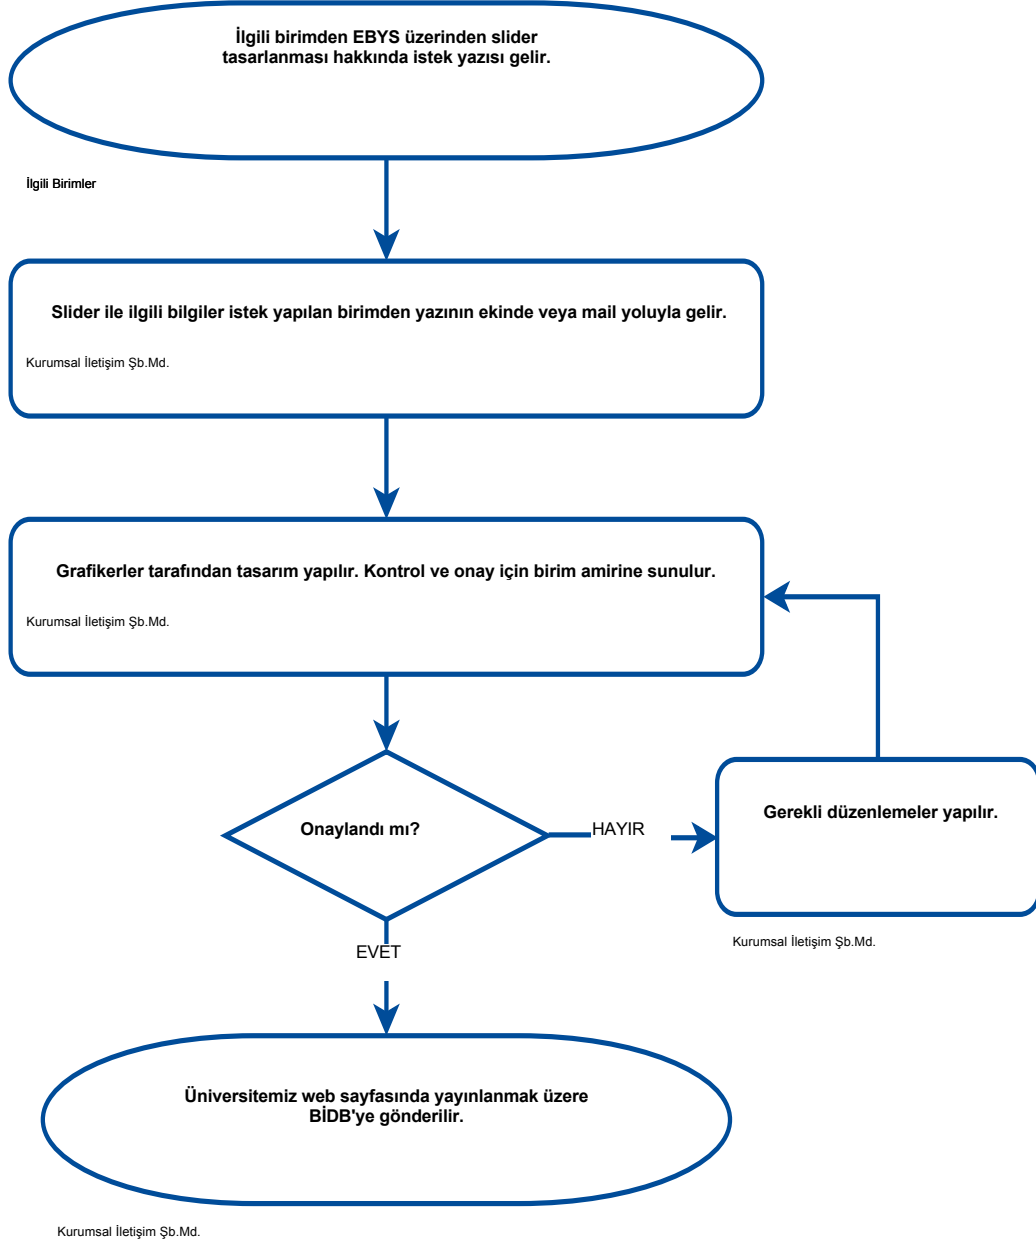 İlgili birimden EBYS üzerinden slider
tasarlanması hakkında istek yazısı gelir.
İlgili Birimler
Slider ile ilgili bilgiler istek yapılan birimden yazının ekinde veya mail yoluyla gelir.
Kurumsal İletişim Şb.Md.
Grafikerler tarafından tasarım yapılır. Kontrol ve onay için birim amirine sunulur.
Kurumsal İletişim Şb.Md.
Onaylandı mı?
HAYIR
Gerekli düzenlemeler yapılır.
Kurumsal İletişim Şb.Md.
EVET
Üniversitemiz web sayfasında yayınlanmak üzere
BİDB'ye gönderilir.
Kurumsal İletişim Şb.Md.